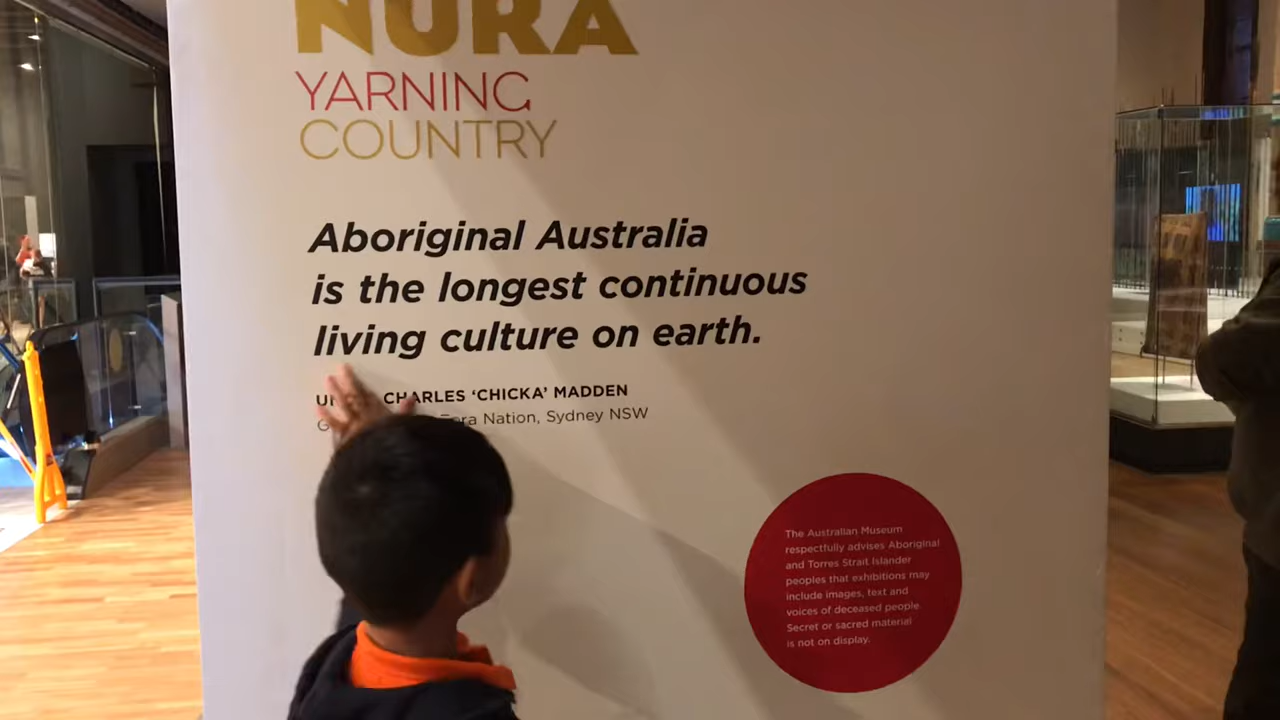 NURA
YARNING
COUNTRY
Aboriginal Australia
is the longest continuous
living culture on earth.
CHARLES ‘CHICKA’ MADDEN
Nation, Sydney NSW
The Australian Museum
respectfully advises Aboriginal
and Torres Strait Islander
peoples that exhibitions may
include images, text and
voices of deceased people.
Secret or sacred material
is not on display.